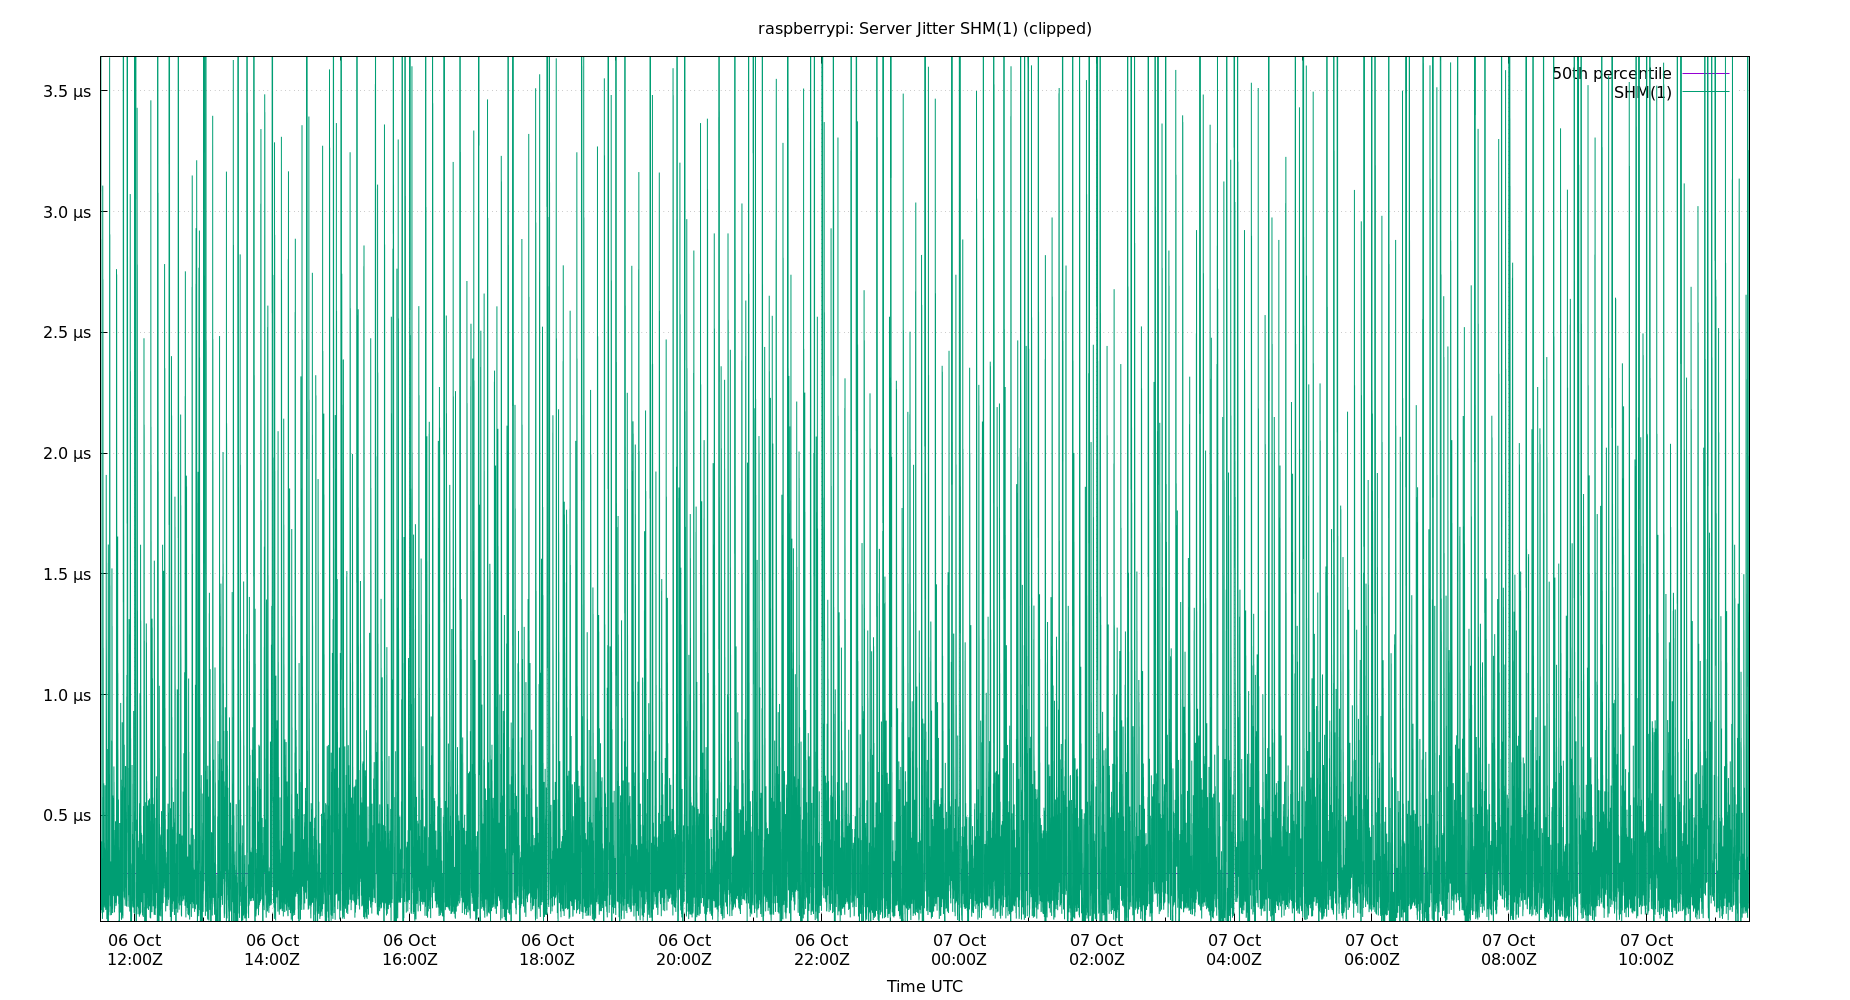 raspberrypi: Server Jitter SHM(1) (clipped)
50th percentile
SHM(1)
3.5 µs
3.0 µs
2.5 µs
2.0 µs
1.5 µs
1.0 µs
0.5 µs
06 Oct 06 Oct 06 Oct 06 Oct 06 Oct 06 Oct 07 Oct 07 Oct 07 Oct 07 Oct 07 Oct 07 Oct
12:00Z 14:00Z 16:00Z 18:00Z 20:00Z 22:00Z 00:00Z 02:00Z 04:00Z 06:00Z 08:00Z 10:00Z
Time UTC